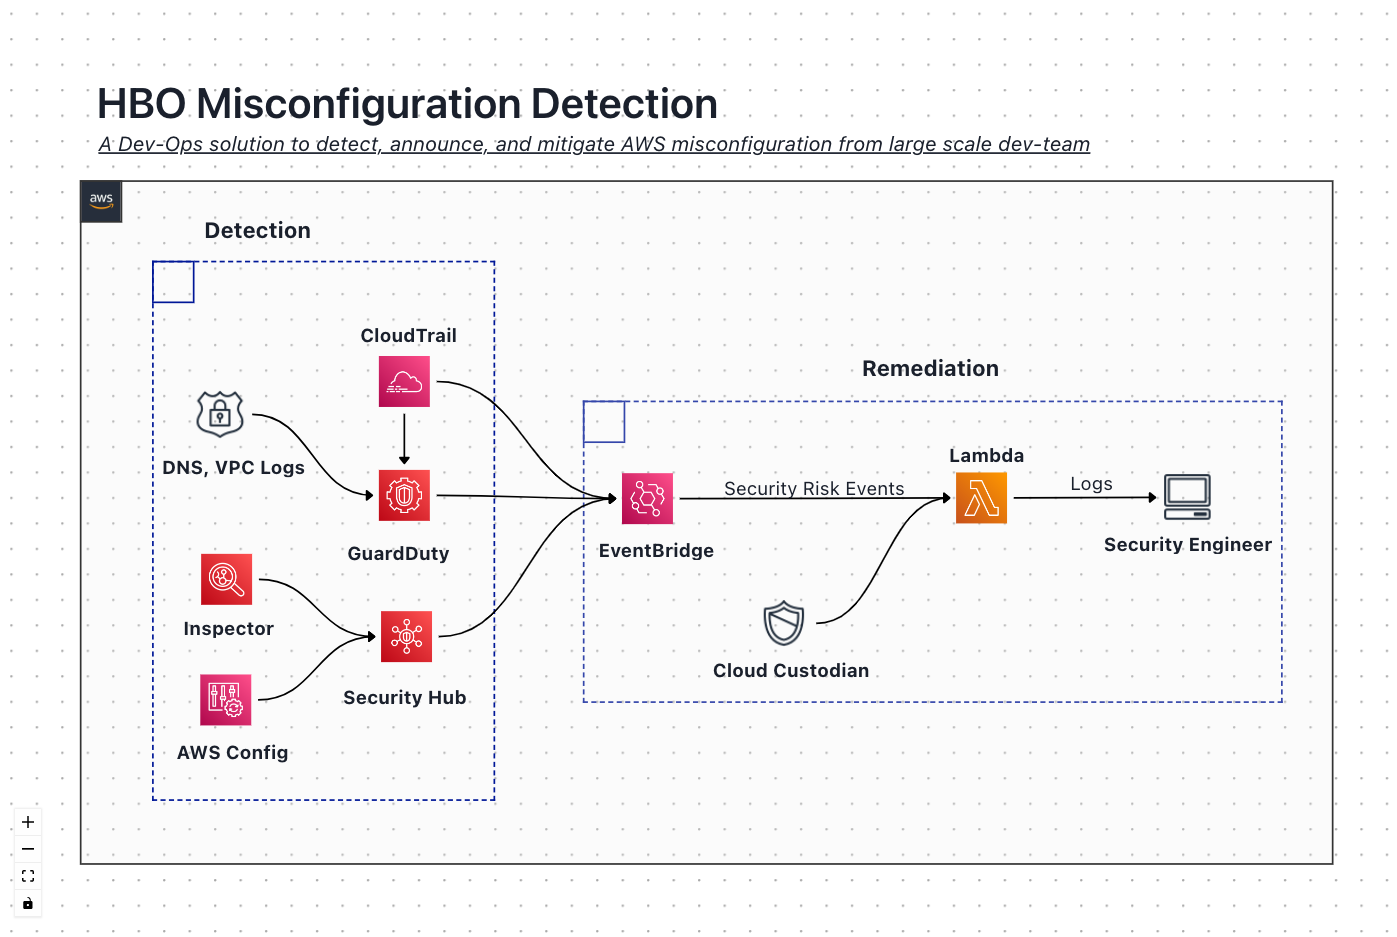 HBO Misconfiguration Detection
A Dev-Ops solution to detect, announce, and mitigate AWS misconfiguration from large scale dev-team
aws
Detection
CloudTrail
DNS, VPC Logs
GuardDuty
Inspector
Security Hub
AWS Config
Remediation
Lambda
Security Risk Events
Logs
EventBridge
Security Engineer
Cloud Custodian